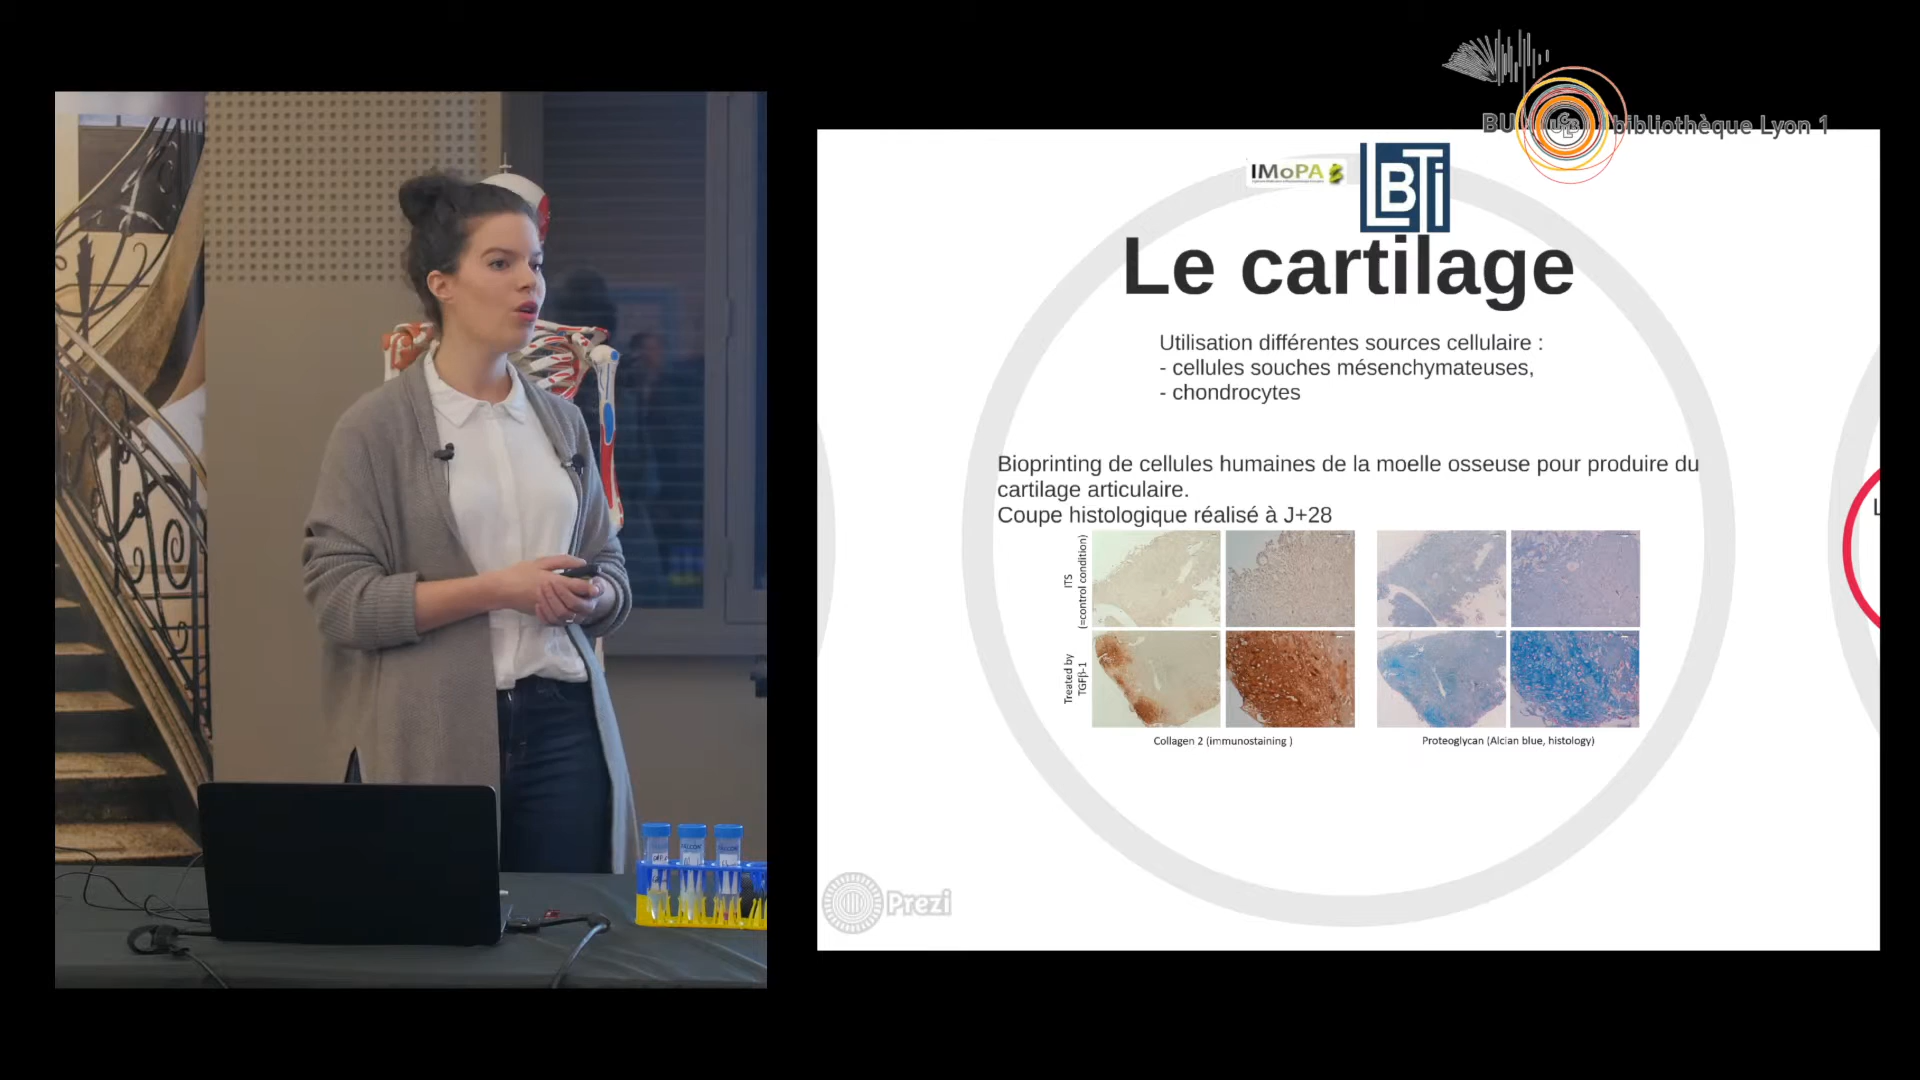 BU bibliothèque Lyon 1
UCBL
IMoPA
LBTi
Le cartilage
Utilisation différentes sources cellulaire :
- cellules souches mésenchymateuses,
- chondrocytes
Bioprinting de cellules humaines de la moelle osseuse pour produire du
cartilage articulaire.
Coupe histologique réalisé à J+28
ITS
(=control condition)
Treated by
TGFβ-1
Collagen 2 (immunostaining )
Proteoglycan (Alcian blue, histology)
L
Prezi
FALCON